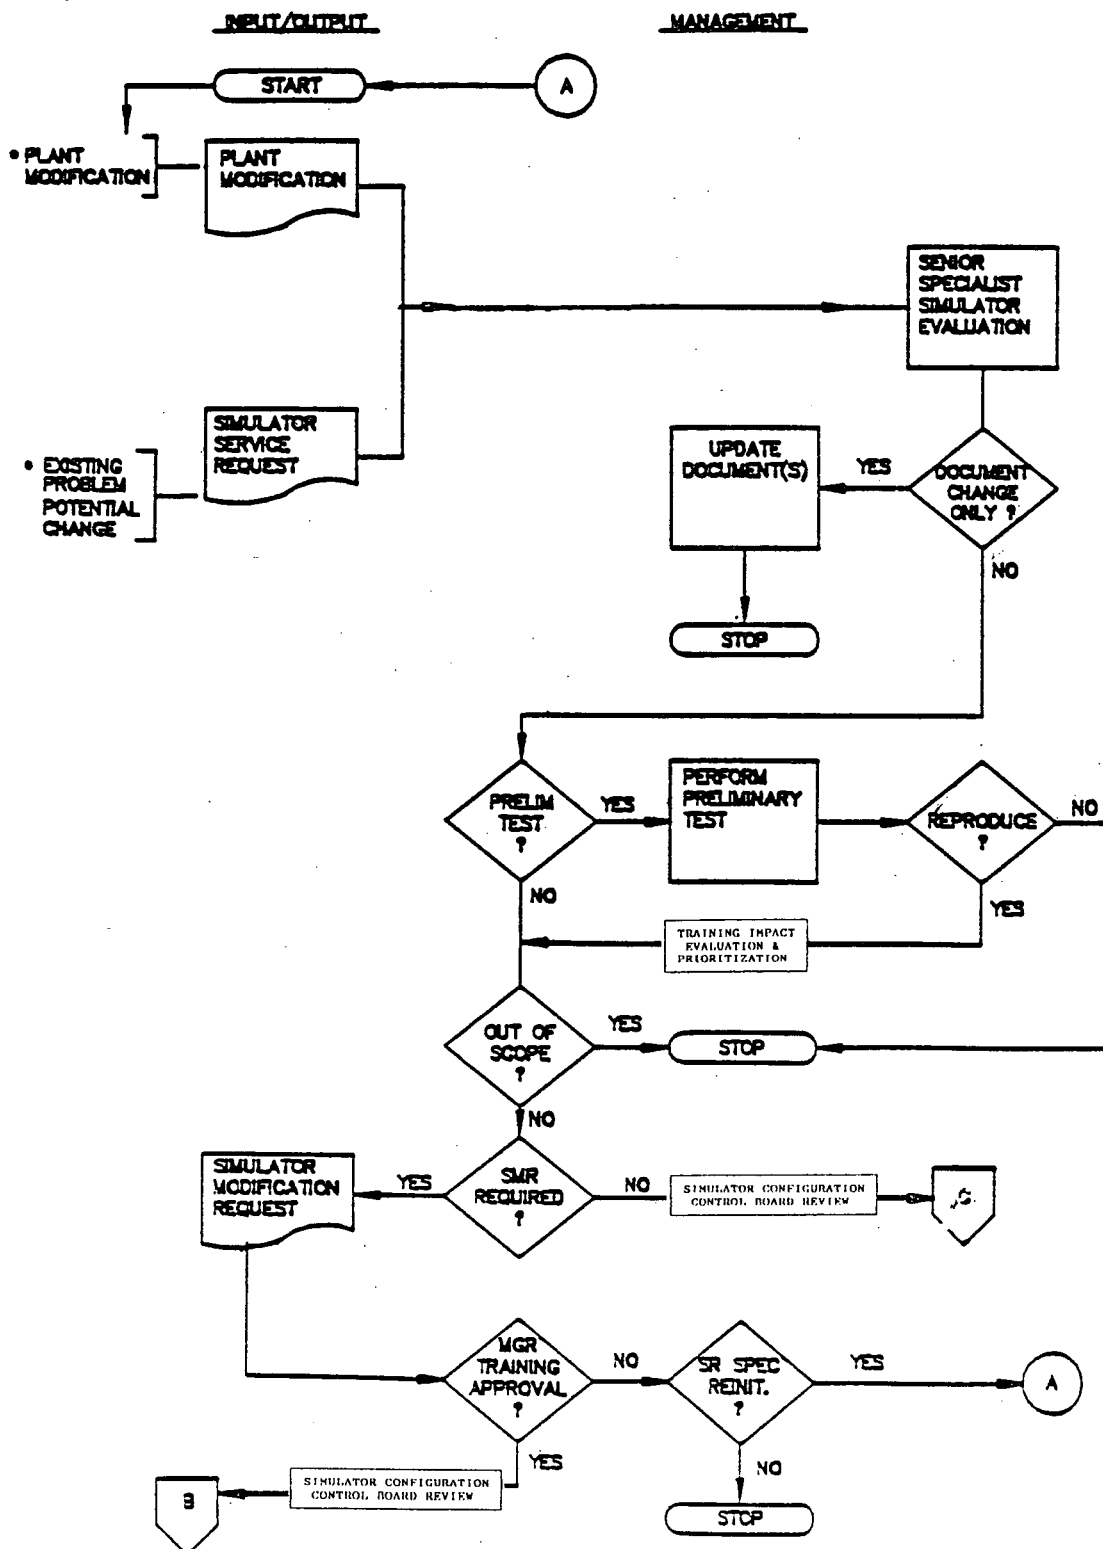 INPUT/OUTPUT
MANAGEMENT
START
A
• PLANT
MODIFICATION
PLANT
MODIFICATION
SENIOR
SPECIALIST
SIMULATOR
EVALUATION
SIMULATOR
SERVICE
REQUEST
• EXISTING
PROBLEM
POTENTIAL
CHANGE
UPDATE
DOCUMENT(S)
YES
DOCUMENT
CHANGE
ONLY ?
NO
STOP
PRELIM
TEST
?
YES
PERFORM
PRELIMINARY
TEST
REPRODUCE
?
NO
NO
YES
TRAINING IMPACT
EVALUATION &
PRIORITIZATION
OUT OF
SCOPE
?
YES
STOP
NO
SIMULATOR
MODIFICATION
REQUEST
YES
SMR
REQUIRED
?
NO
SIMULATOR CONFIGURATION
CONTROL BOARD REVIEW
MGR
TRAINING
APPROVAL
?
NO
SR SPEC
REINIT.
?
YES
A
YES
NO
SIMULATOR CONFIGURATION
CONTROL BOARD REVIEW
B
STOP